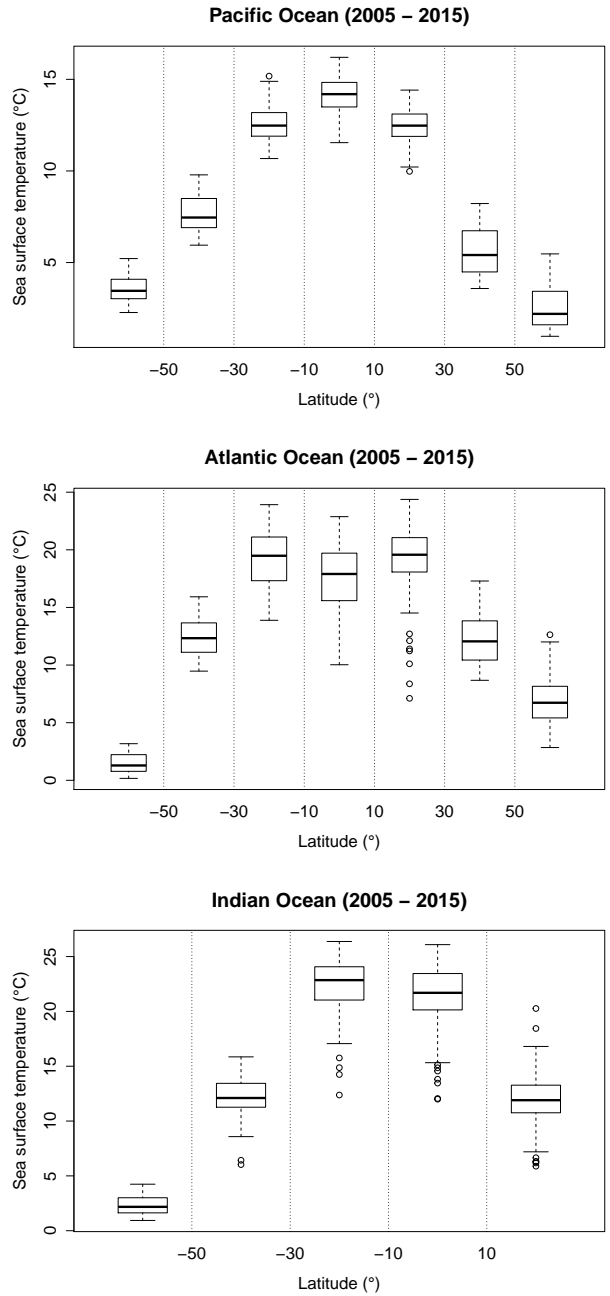 Pacific Ocean (2005 − 2015)
Sea surface temperature (°C)
15
10
5
−50 −30 −10 10 30 50
Latitude (°)
Atlantic Ocean (2005 − 2015)
Sea surface temperature (°C)
25
20
15
10
5
0
−50 −30 −10 10 30 50
Latitude (°)
Indian Ocean (2005 − 2015)
Sea surface temperature (°C)
25
20
15
10
5
0
−50 −30 −10 10
Latitude (°)